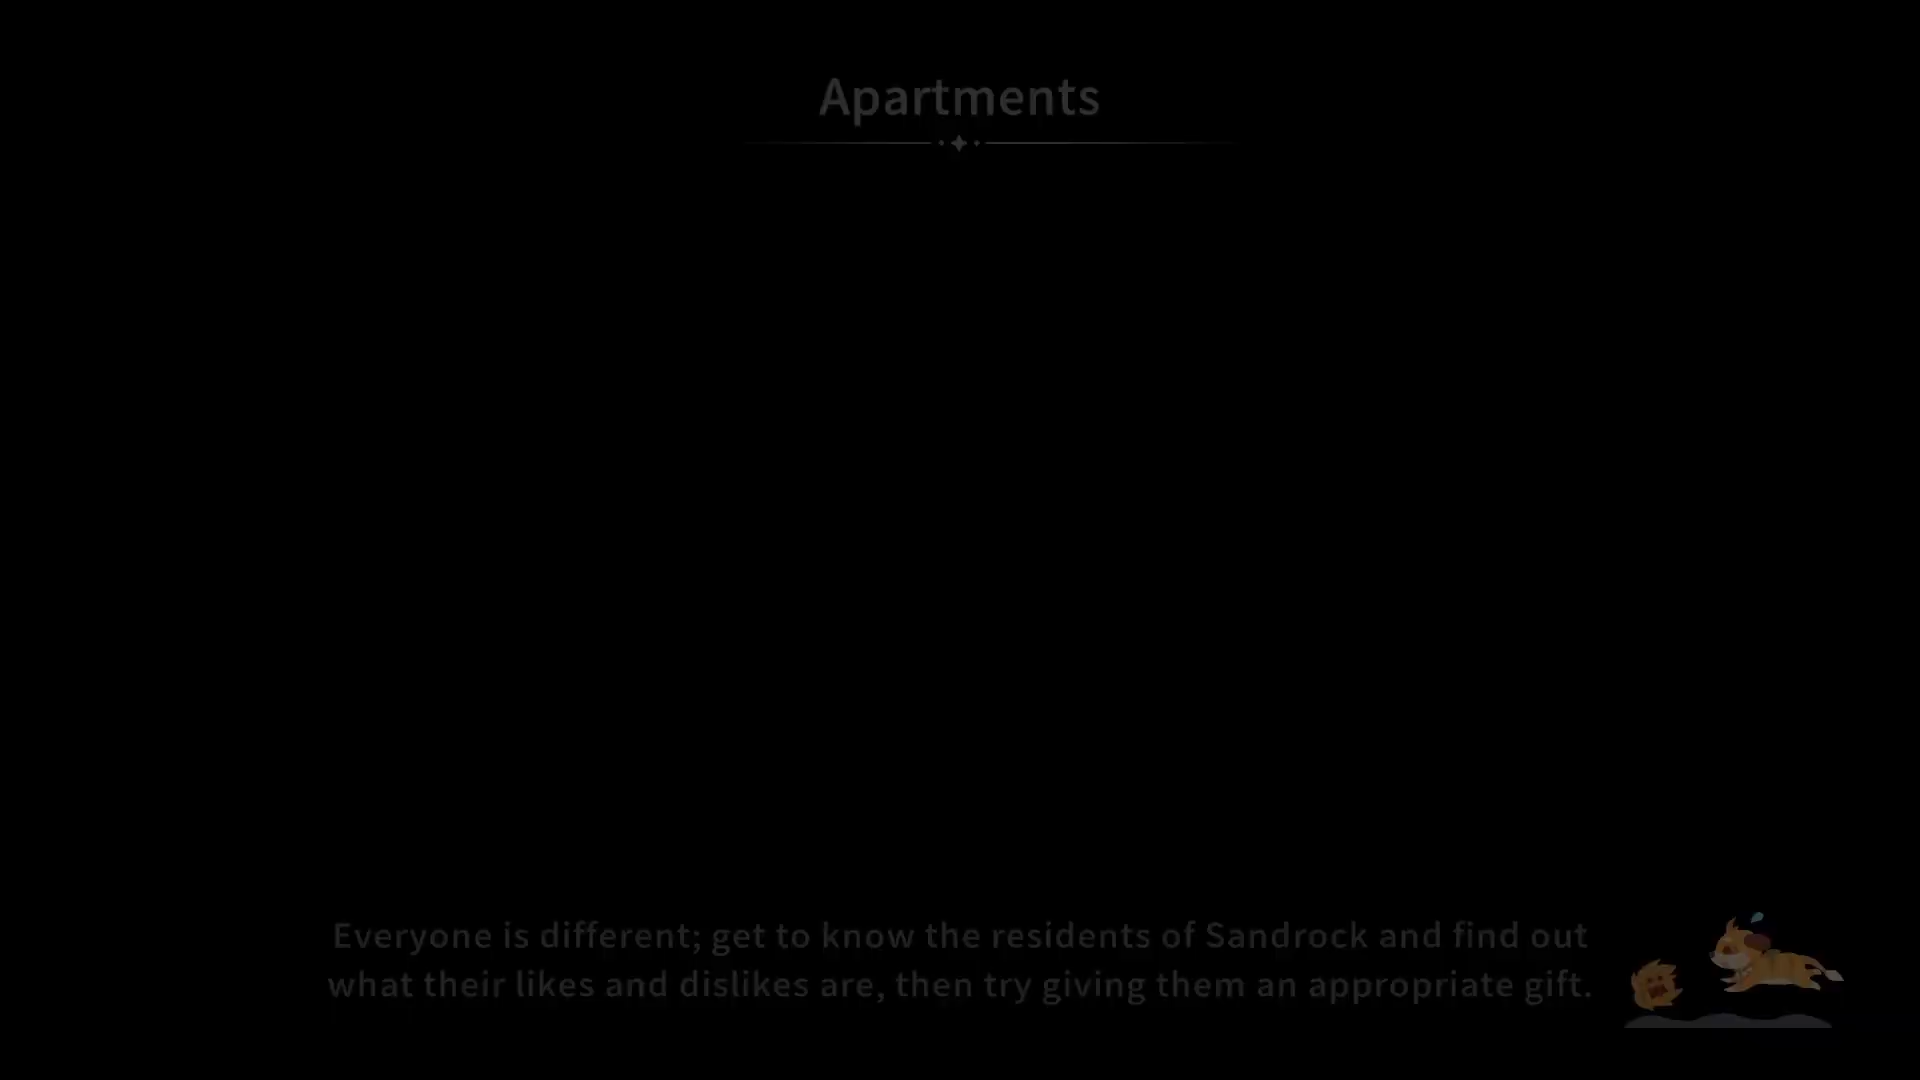 Apartments
Everyone is different; get to know the residents of Sandrock and find out
what their likes and dislikes are, then try giving them an appropriate gift.